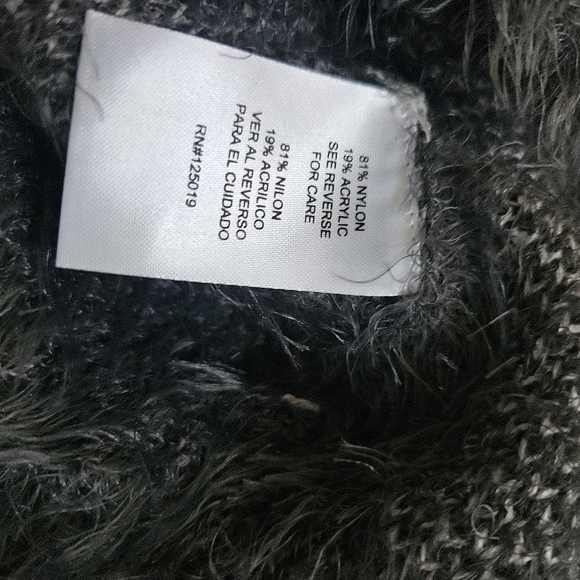 81% NYLON
19% ACRYLIC
SEE REVERSE
FOR CARE
81% NILON
19% ACRILICO
VER AL REVERSO
PARA EL CUIDADO
RN#125019